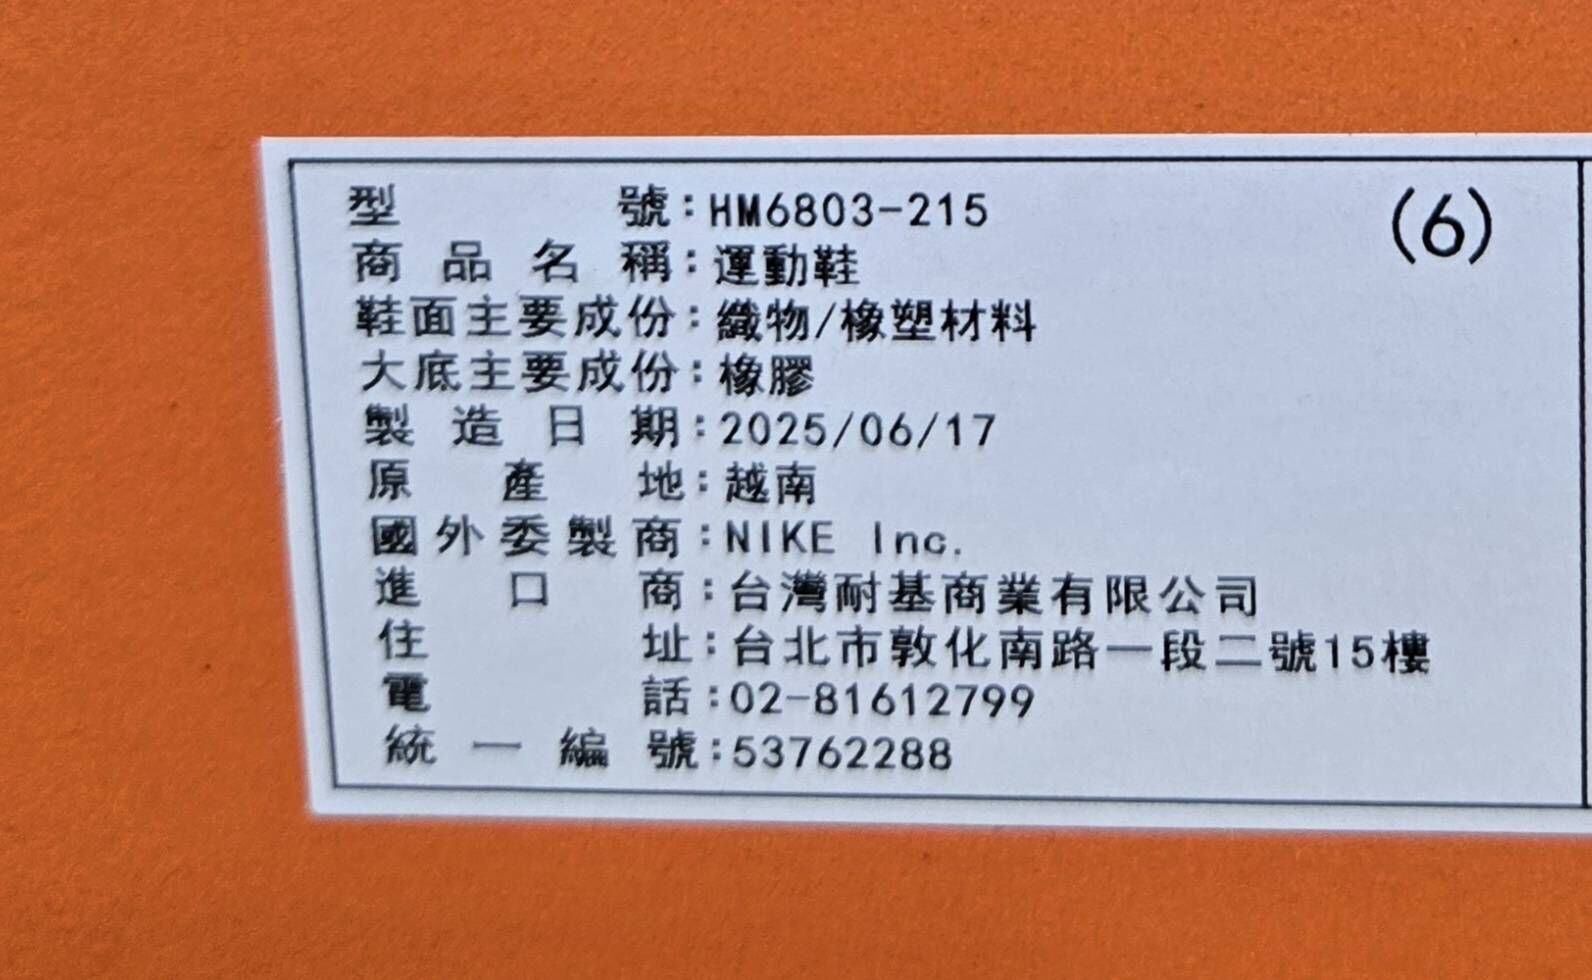 型號:HM6803-215 (6)
商品名稱:運動鞋
鞋面主要成份:織物/橡塑材料
大底主要成份:橡膠
製造日期:2025/06/17
原產地:越南
國外委製商:NIKE Inc.
進口商:台灣耐基商業有限公司
住址:台北市敦化南路一段二號15樓
電話:02-81612799
統一編號:53762288